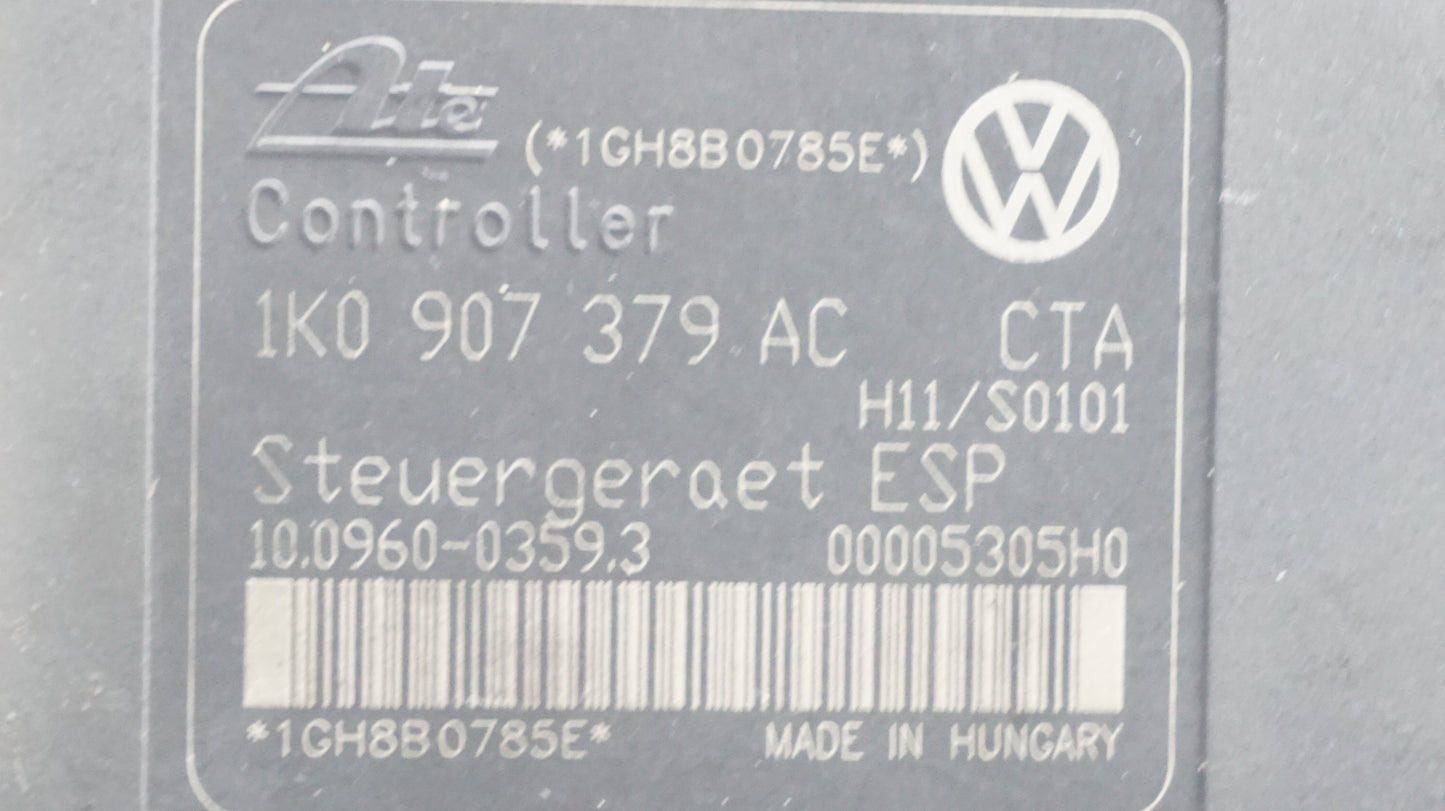 Ate
(*1GH8B0785E*)
Controller
1K0 907 379 AC CTA
H11/S0101
Steuergeraet ESP
10.0960-0359.3 00005305H0
*1GH8B0785E* MADE IN HUNGARY